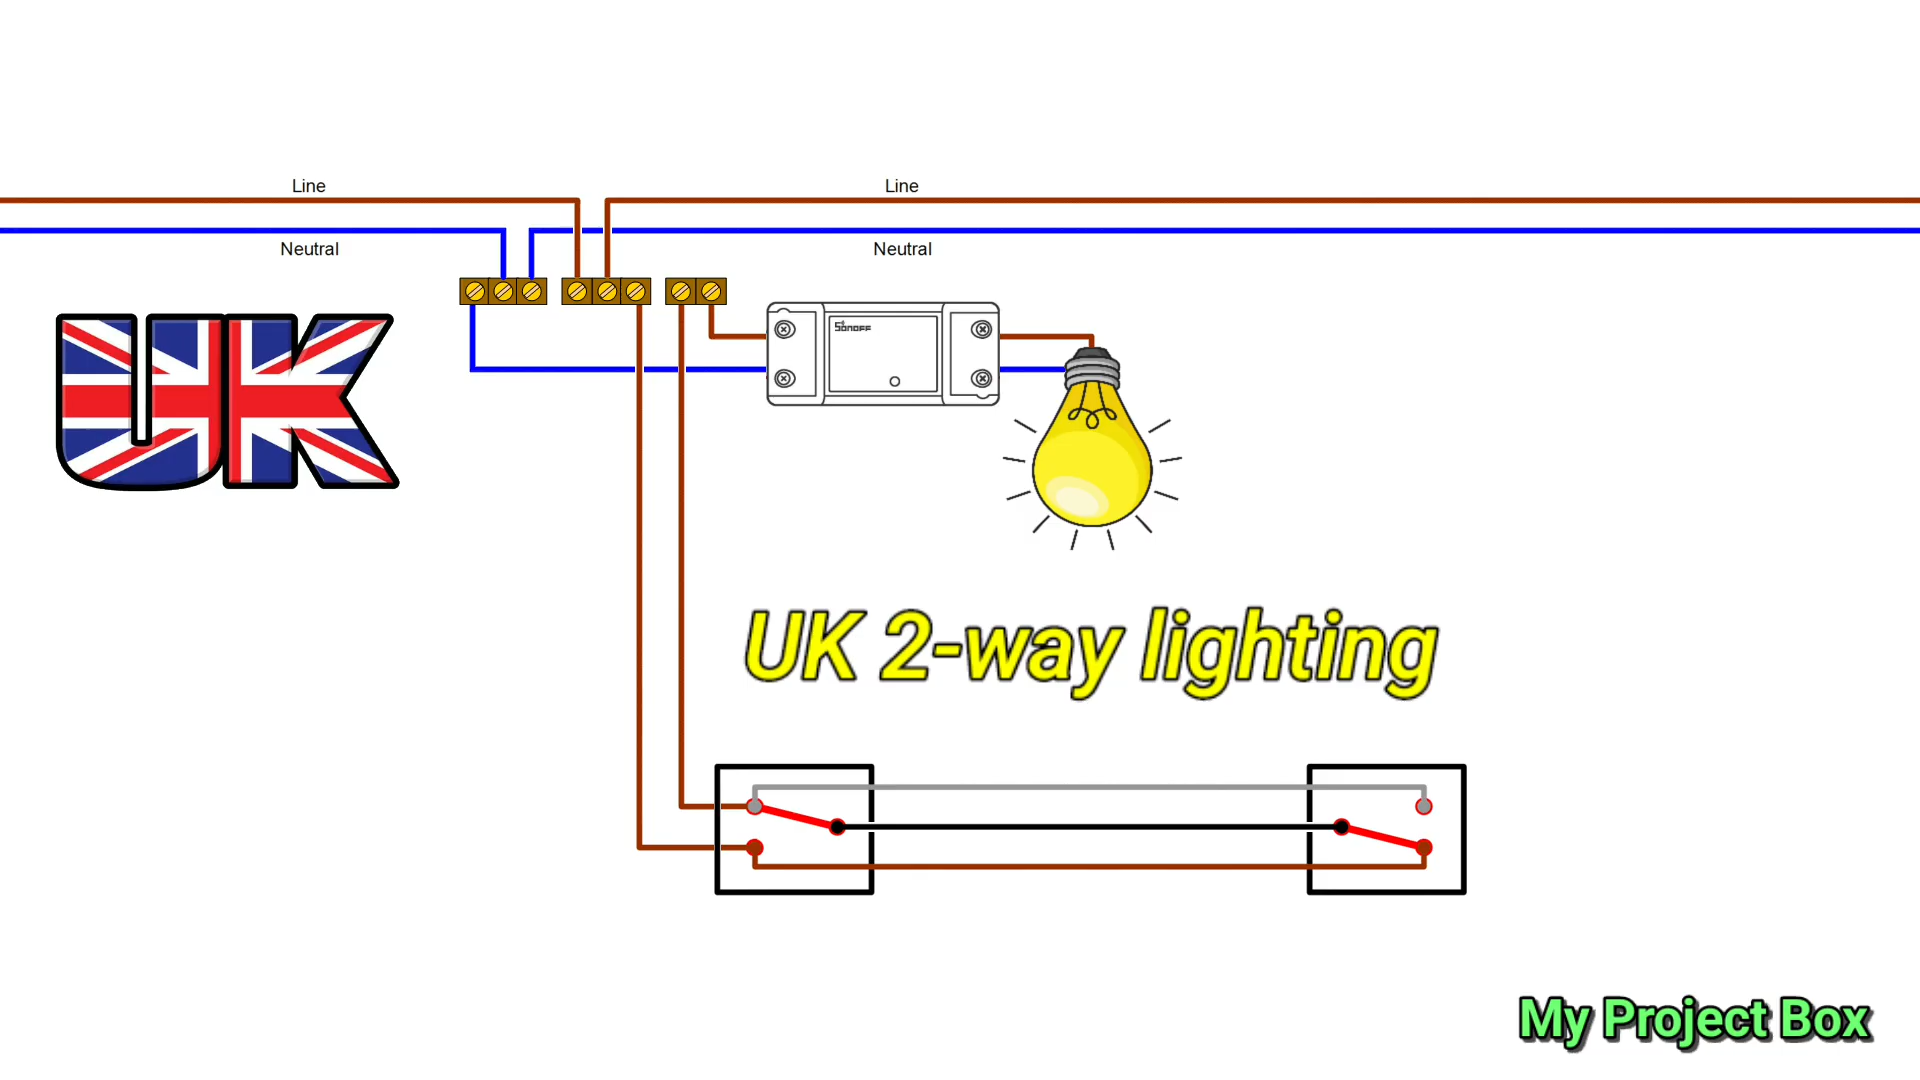 Line
Line
Neutral
Neutral
SONOFF
UK
UK 2-way lighting
My Project Box